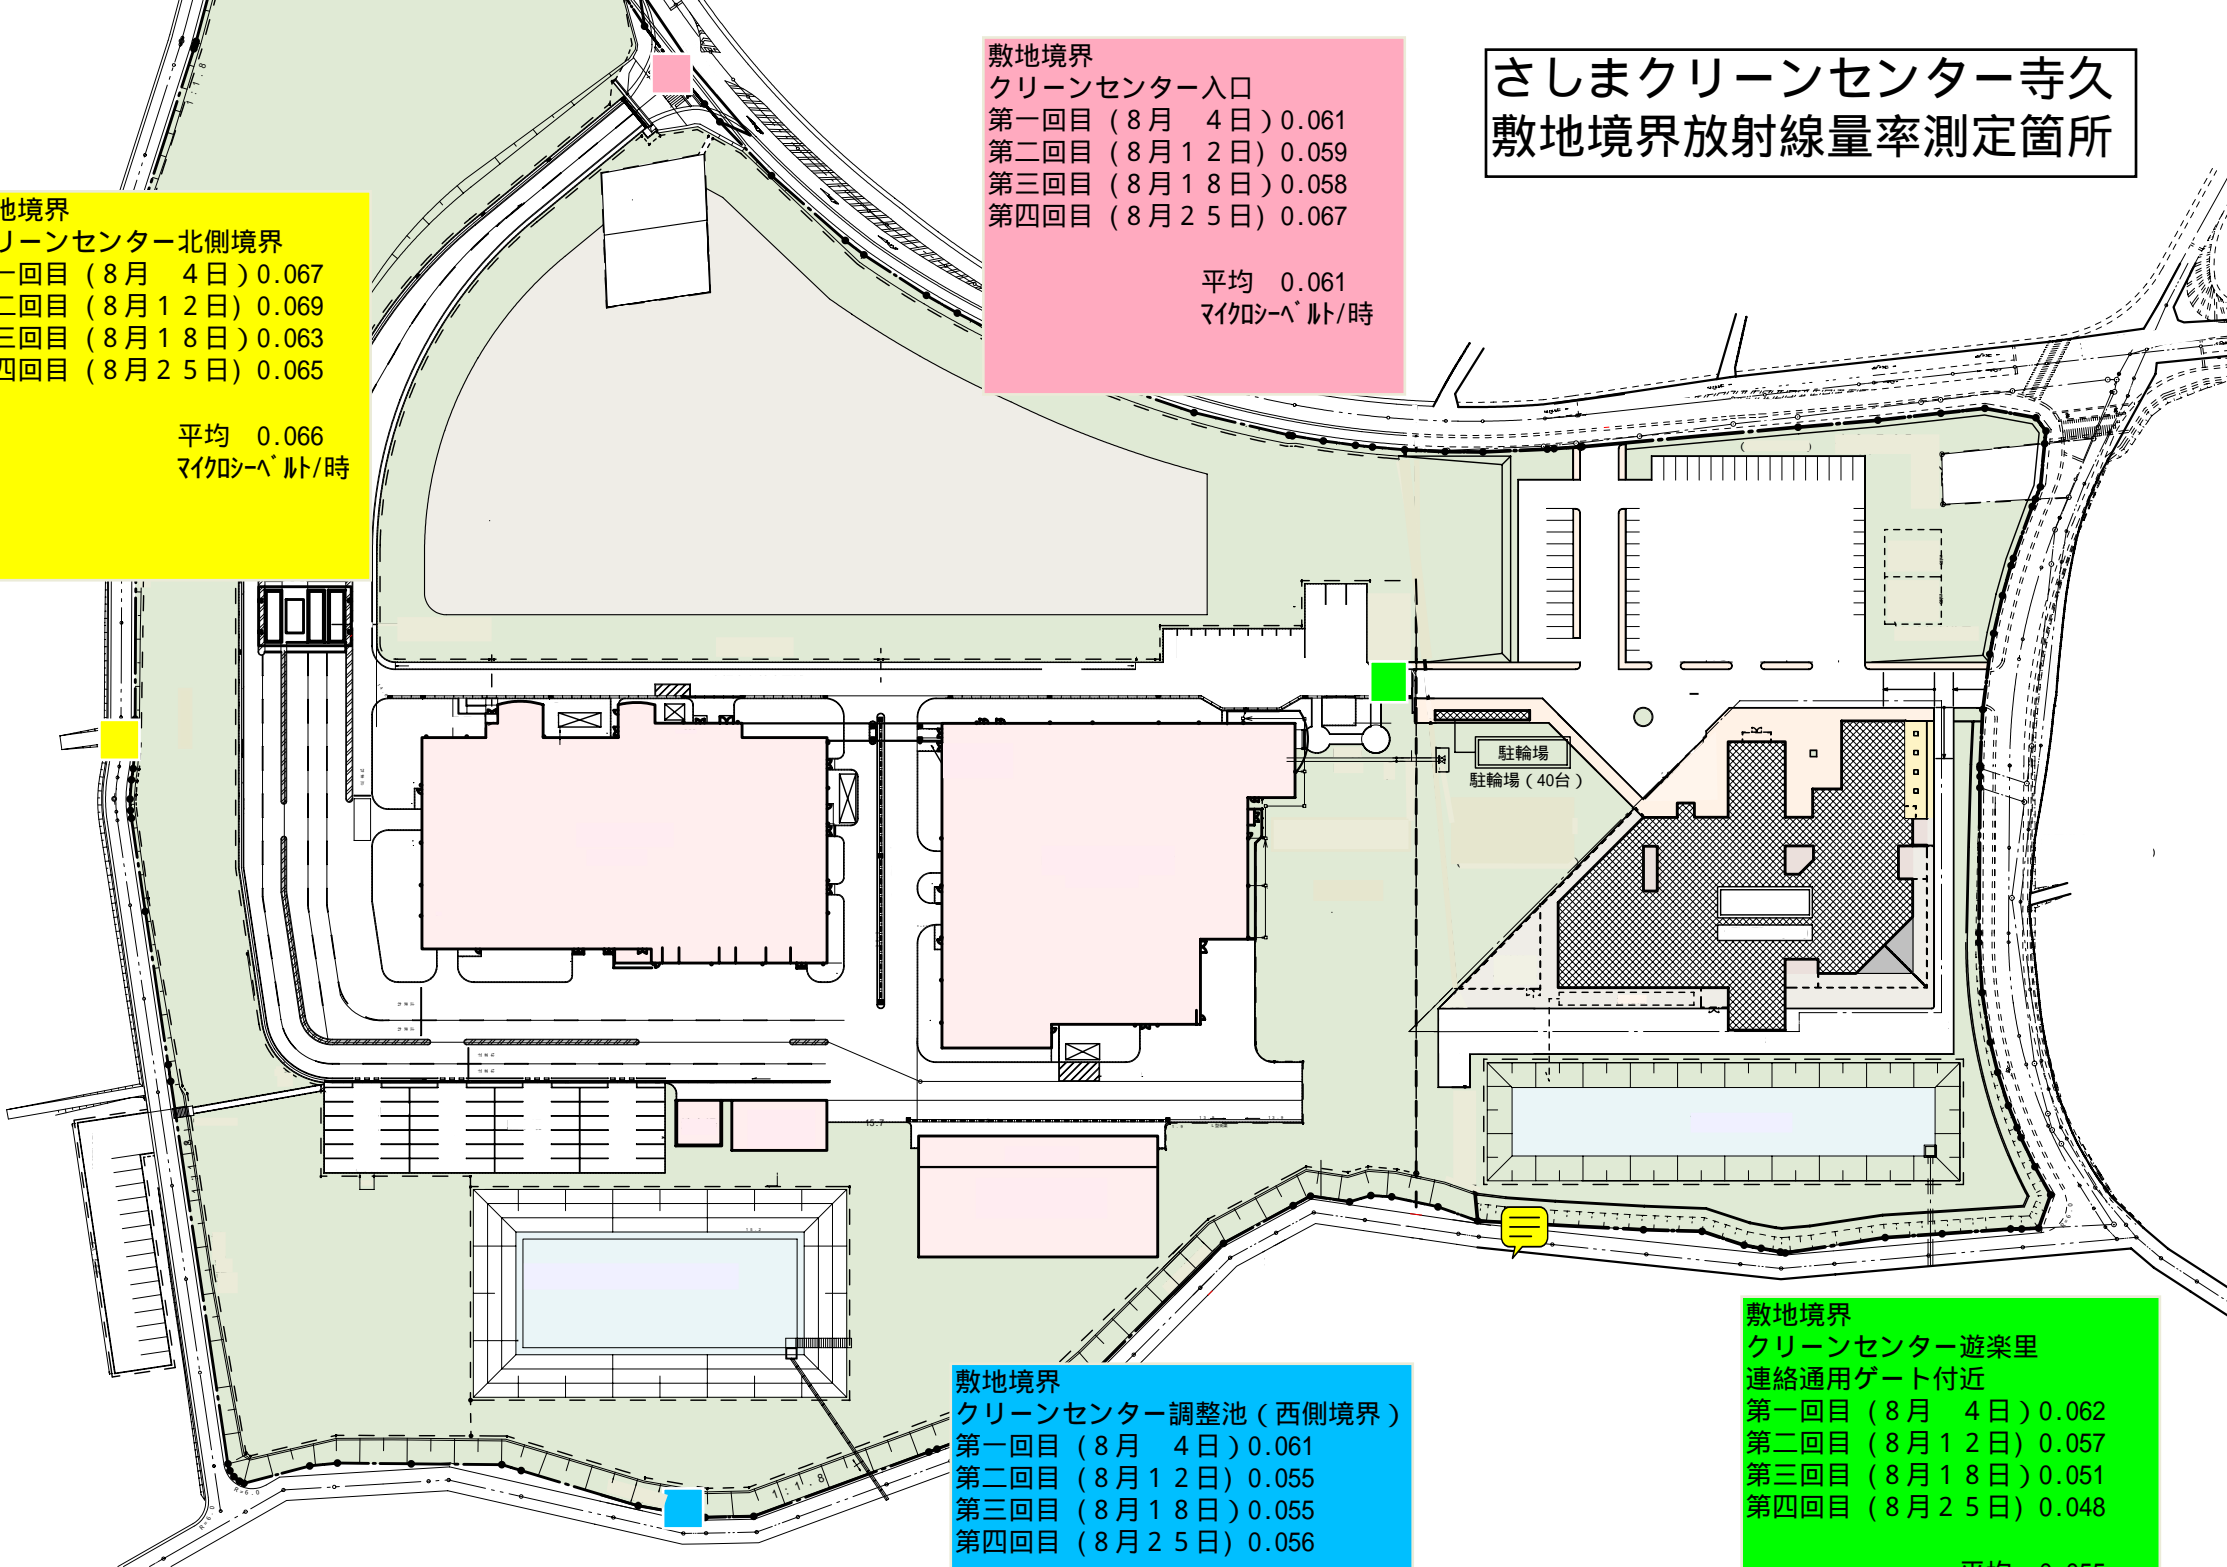 さしまクリーンセンター寺久
敷地境界放射線量率測定箇所
敷地境界
クリーンセンター入口
第一回目（8月　4日）0.061
第二回目（8月12日）0.059
第三回目（8月18日）0.058
第四回目（8月25日）0.067
平均　0.061
マイクロシーベルト/時
地境界
リーンセンター北側境界
一回目（8月　4日）0.067
二回目（8月12日）0.069
三回目（8月18日）0.063
四回目（8月25日）0.065
平均　0.066
マイクロシーベルト/時
駐輪場
駐輪場（40台）
15.7
R=6.0
1:1.8
敷地境界
クリーンセンター調整池（西側境界）
第一回目（8月　4日）0.061
第二回目（8月12日）0.055
第三回目（8月18日）0.055
第四回目（8月25日）0.056
敷地境界
クリーンセンター遊楽里
連絡通用ゲート付近
第一回目（8月　4日）0.062
第二回目（8月12日）0.057
第三回目（8月18日）0.051
第四回目（8月25日）0.048